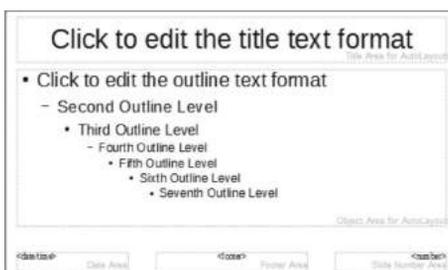 Click to edit the title text format
Title Area for AutoLayouts
• Click to edit the outline text format
– Second Outline Level
• Third Outline Level
– Fourth Outline Level
• Fifth Outline Level
• Sixth Outline Level
• Seventh Outline Level
Object Area for AutoLayouts
<date/time> <footer> <number>
Date Area Footer Area Slide Number Area